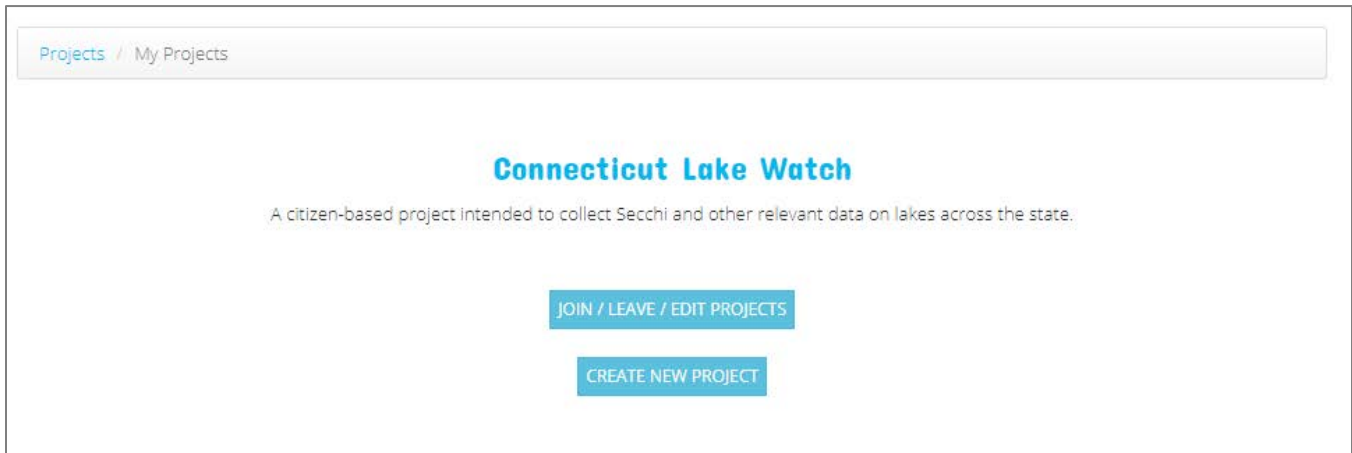 Projects / My Projects
Connecticut Lake Watch
A citizen-based project intended to collect Secchi and other relevant data on lakes across the state.
JOIN / LEAVE / EDIT PROJECTS
CREATE NEW PROJECT